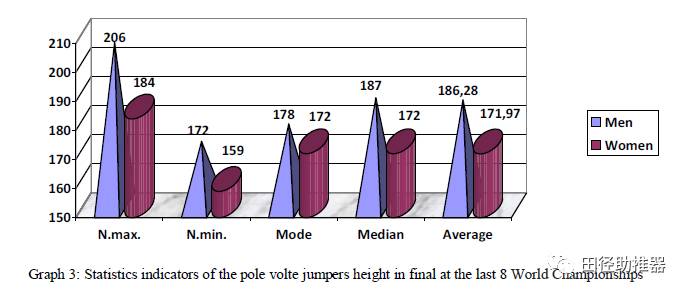 210
200
190
180
170
160
150
206
184
172
159
178
172
187
172
186,28
171,97
N.max.
N.min.
Mode
Median
Average
Men
Women
Graph 3: Statistics indicators of the pole volte jumpers height in final at the last 8 World Championships
田径助推器